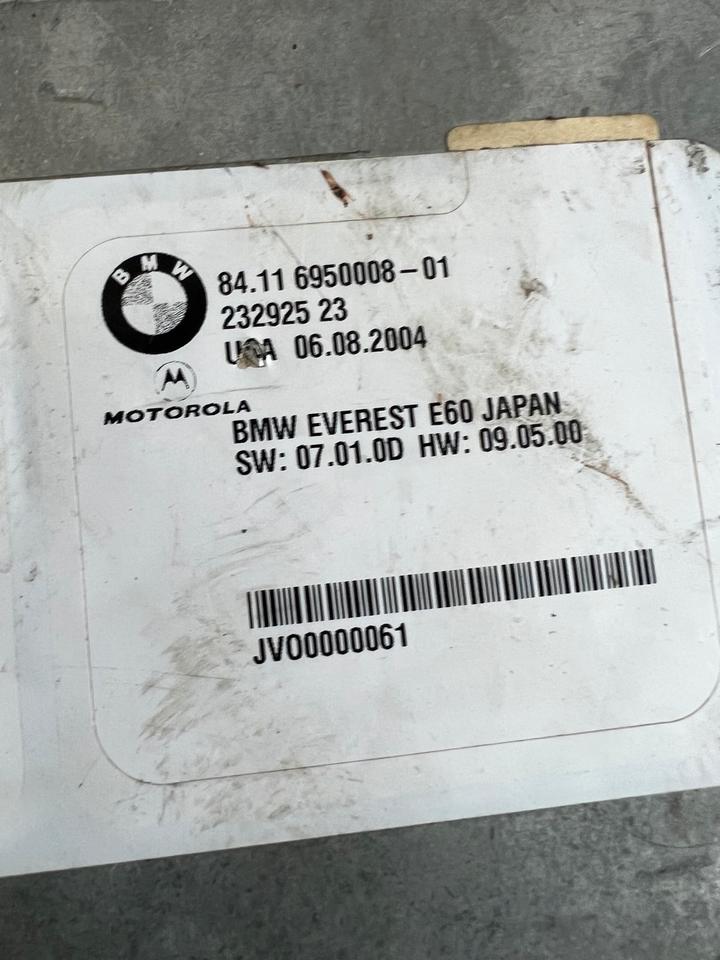 BMW
84.11 6950008-01
232925 23
06.08.2004
MOTOROLA
BMW EVEREST E60 JAPAN
SW: 07.01.0D HW: 09.05.00
JV00000061